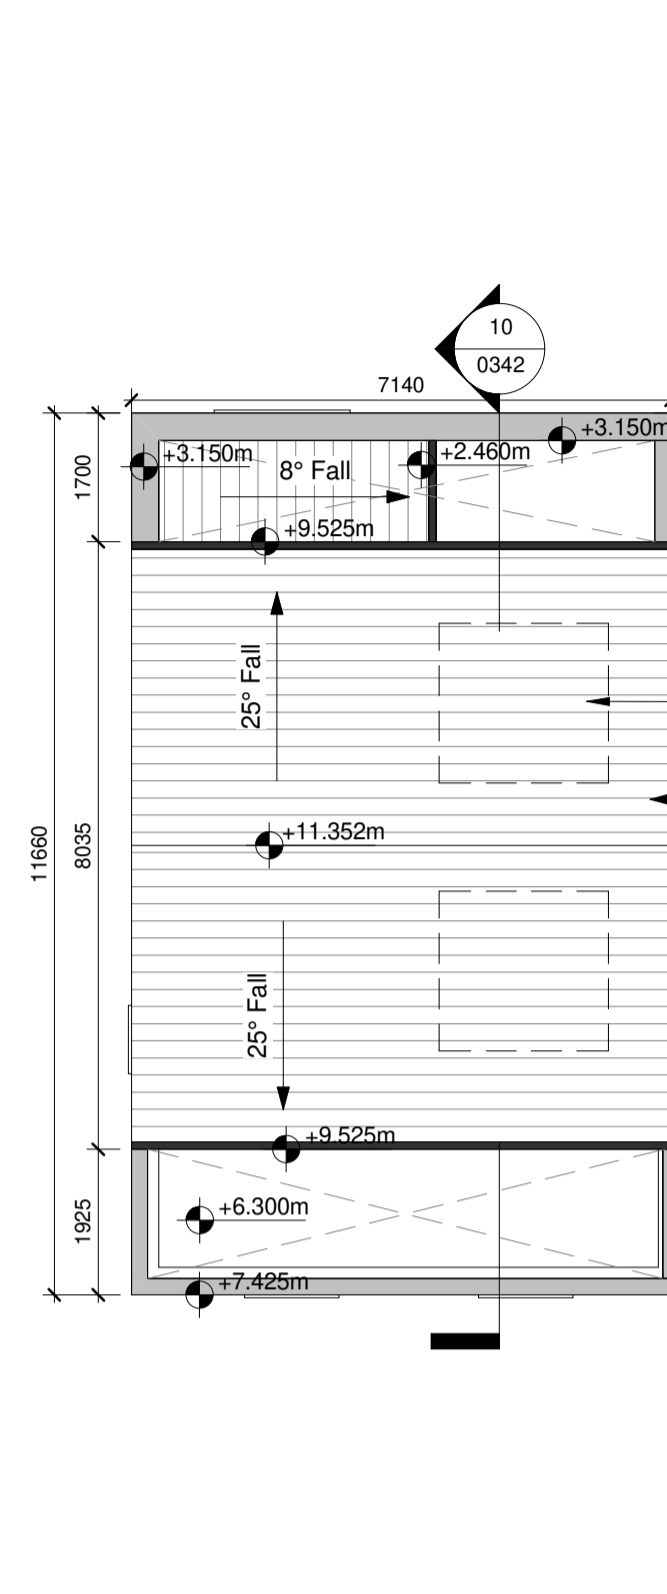 10
0342
7140
+3.150m
+3.150m
+2.460m
8° Fall
1700
+9.525m
25° Fall
+11.352m
11660
8035
25° Fall
+9.525m
+6.300m
1925
+7.425m